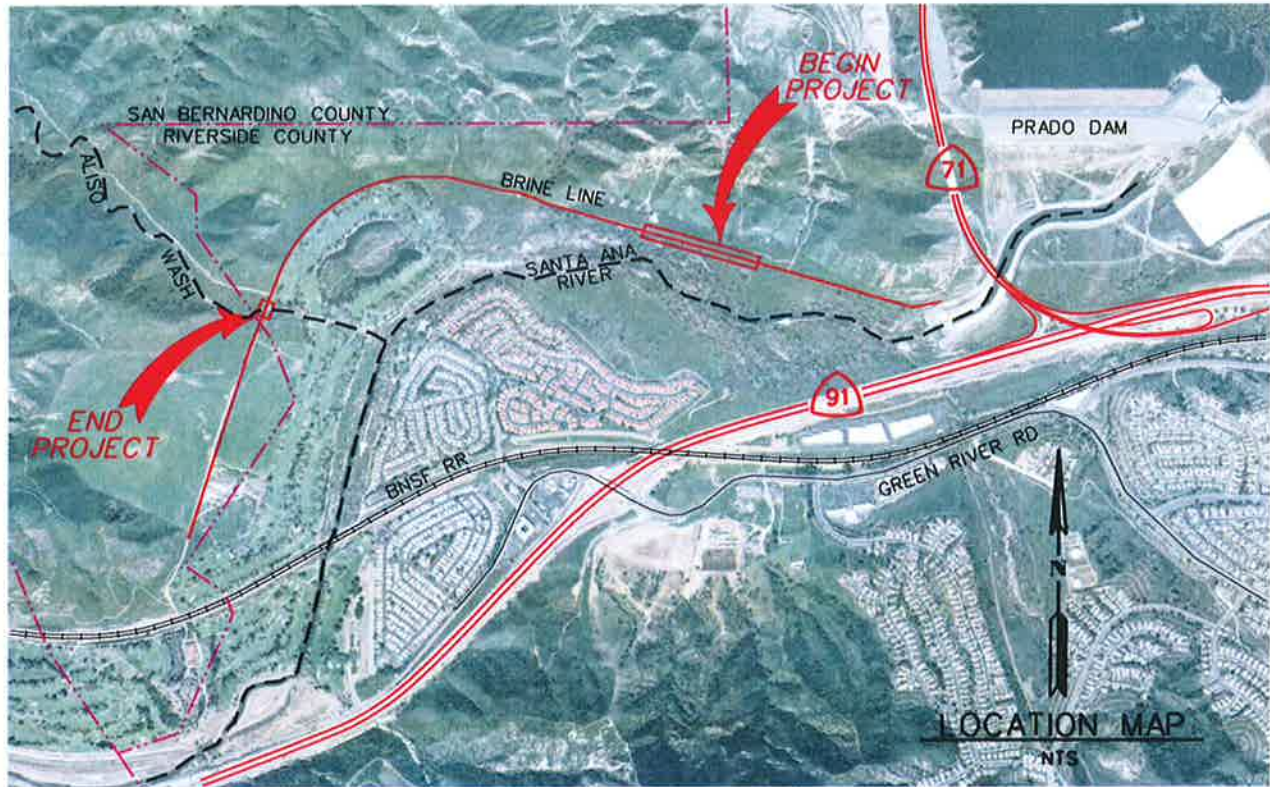 BEGIN
PROJECT
SAN BERNARDINO COUNTY
RIVERSIDE COUNTY
PRADO DAM
71
ALISO
WASH
BRINE LINE
SANTA ANA
RIVER
END
PROJECT
91
BNSF RR
GREEN RIVER RD
N
LOCATION MAP
NTS